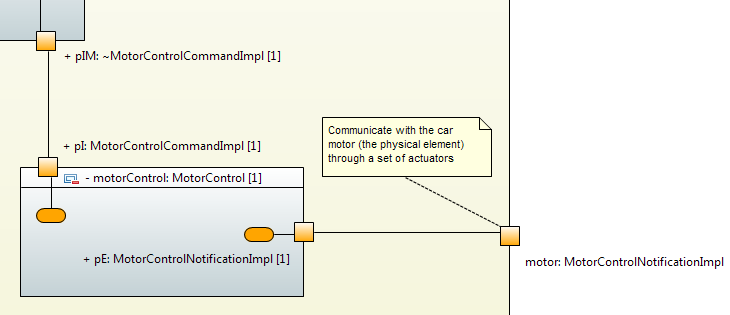 + pIM: ~MotorControlCommandImpl [1]
+ pI: MotorControlCommandImpl [1]
Communicate with the car
motor (the physical element)
through a set of actuators
- motorControl: MotorControl [1]
+ pE: MotorControlNotificationImpl [1]
motor: MotorControlNotificationImpl